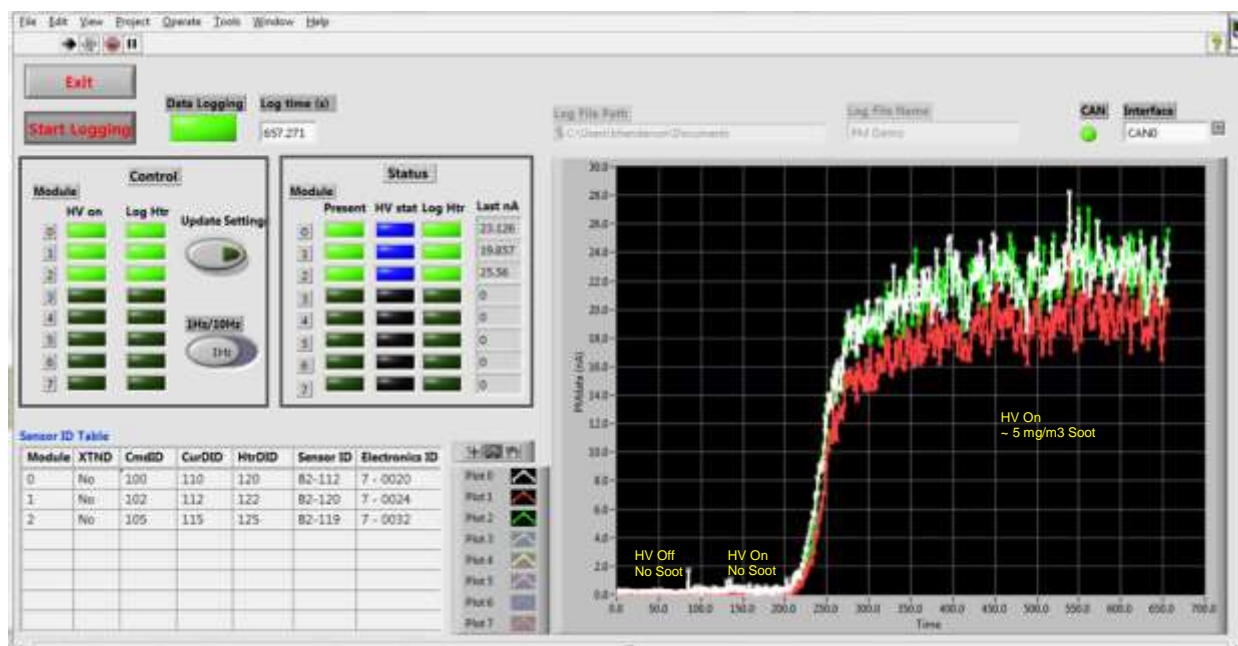 File Edit View Project Operate Tools Window Help
Exit
Start Logging
Data Logging
Log time (s)
657.271
Log File Path
Log File Name
CAN
Interface
PM Demo
CAN0
Control
Module
HV on
Log Htr
Update Settings
0
1
2
3
4
5
6
7
1Hz/10Hz
1Hz
Status
Module
Present HV stat Log Htr Last nA
0 23.126
1 19.857
2 25.56
3 0
4 0
5 0
6 0
7 0
Sensor ID Table
Module XTND CmdID CurDID HtrDID Sensor ID Electronics ID
0 No 100 110 120 B2-112 7 - 0020
1 No 102 112 122 B2-120 7 - 0024
2 No 105 115 125 B2-119 7 - 0032
Plot 0
Plot 1
Plot 2
Plot 3
Plot 4
Plot 5
Plot 6
Plot 7
30.0
28.0
26.0
24.0
22.0
20.0
18.0
16.0
14.0
12.0
10.0
8.0
6.0
4.0
2.0
0.0
HV On
~ 5 mg/m3 Soot
HV Off
No Soot
HV On
No Soot
0.0 50.0 100.0 150.0 200.0 250.0 300.0 350.0 400.0 450.0 500.0 550.0 600.0 650.0 700.0
Time